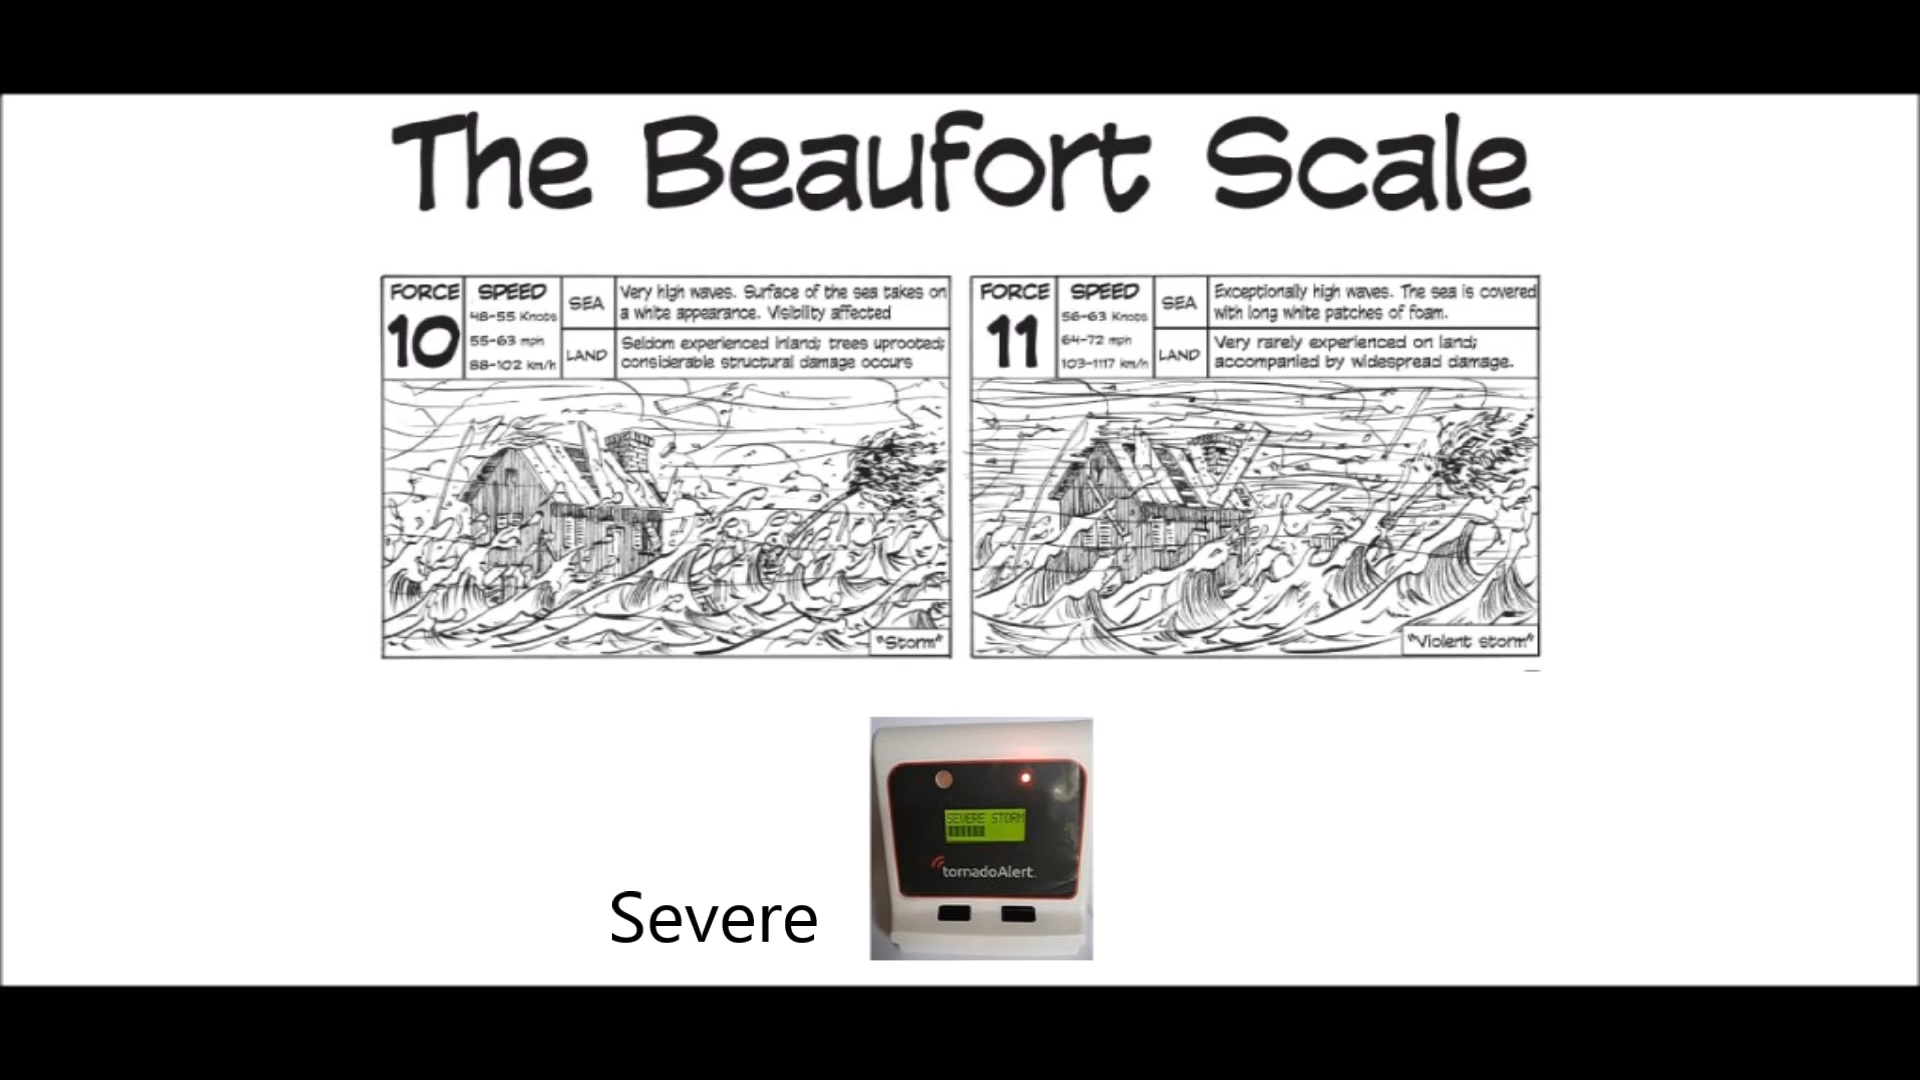 The Beaufort Scale
FORCE
10
SPEED
48-55 Knots
55-63 mph
88-102 km/h
SEA
Very high waves. Surface of the sea takes on
a white appearance. Visibility affected
LAND
Seldom experienced inland; trees uprooted;
considerable structural damage occurs
"Storm"
FORCE
11
SPEED
56-63 Knots
64-72 mph
103-1117 km/h
SEA
Exceptionally high waves. The sea is covered
with long white patches of foam.
LAND
Very rarely experienced on land;
accompanied by widespread damage.
"Violent storm"
SEVERE STORM
tornadoAlert.
Severe